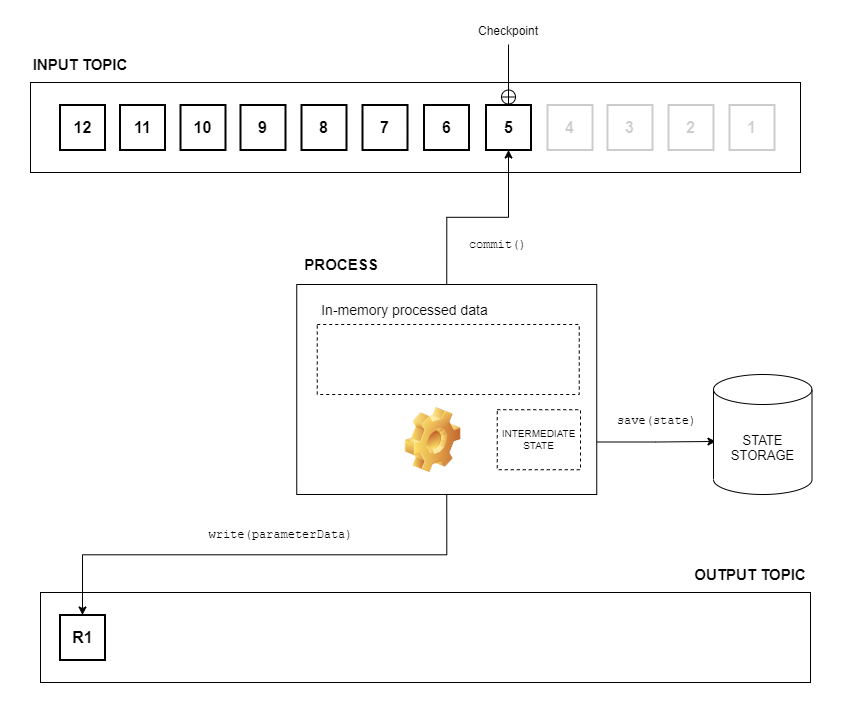 Checkpoint
INPUT TOPIC
12 11 10 9 8 7 6 5 4 3 2 1
commit()
PROCESS
In-memory processed data
INTERMEDIATE
STATE
save(state)
STATE
STORAGE
write(parameterData)
OUTPUT TOPIC
R1